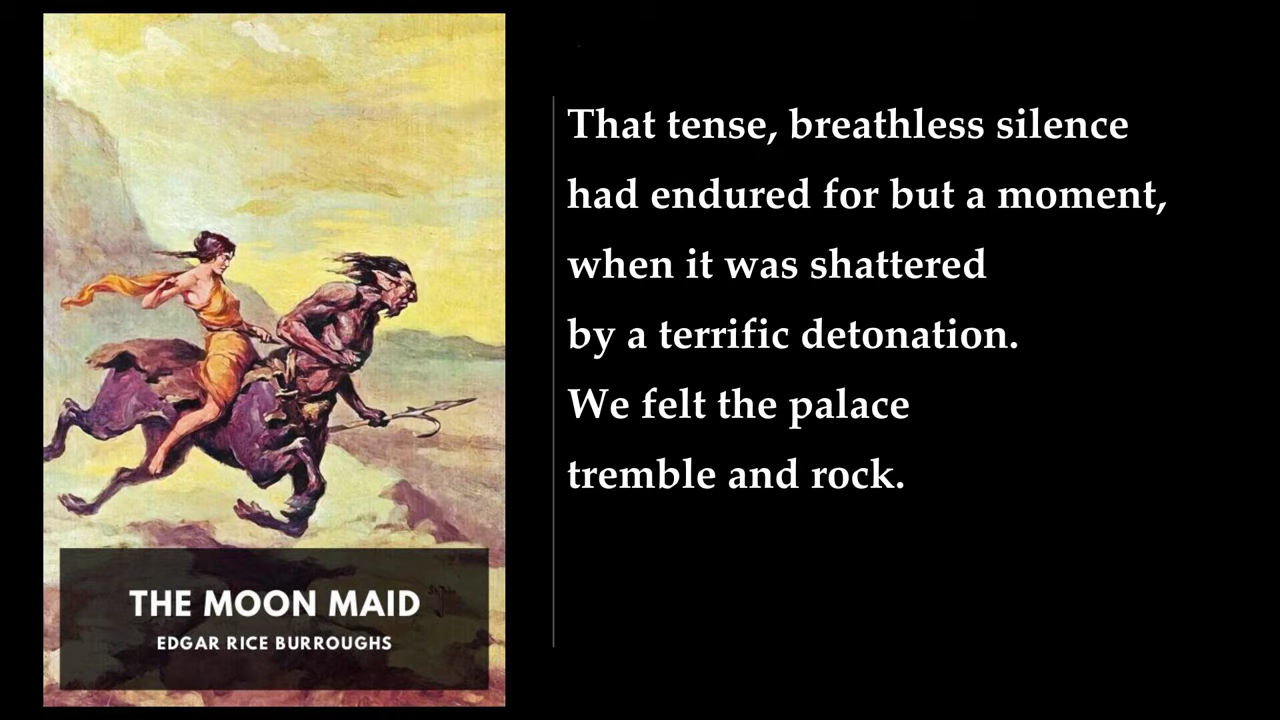 THE MOON MAID
EDGAR RICE BURROUGHS
That tense, breathless silence
had endured for but a moment,
when it was shattered
by a terrific detonation.
We felt the palace
tremble and rock.